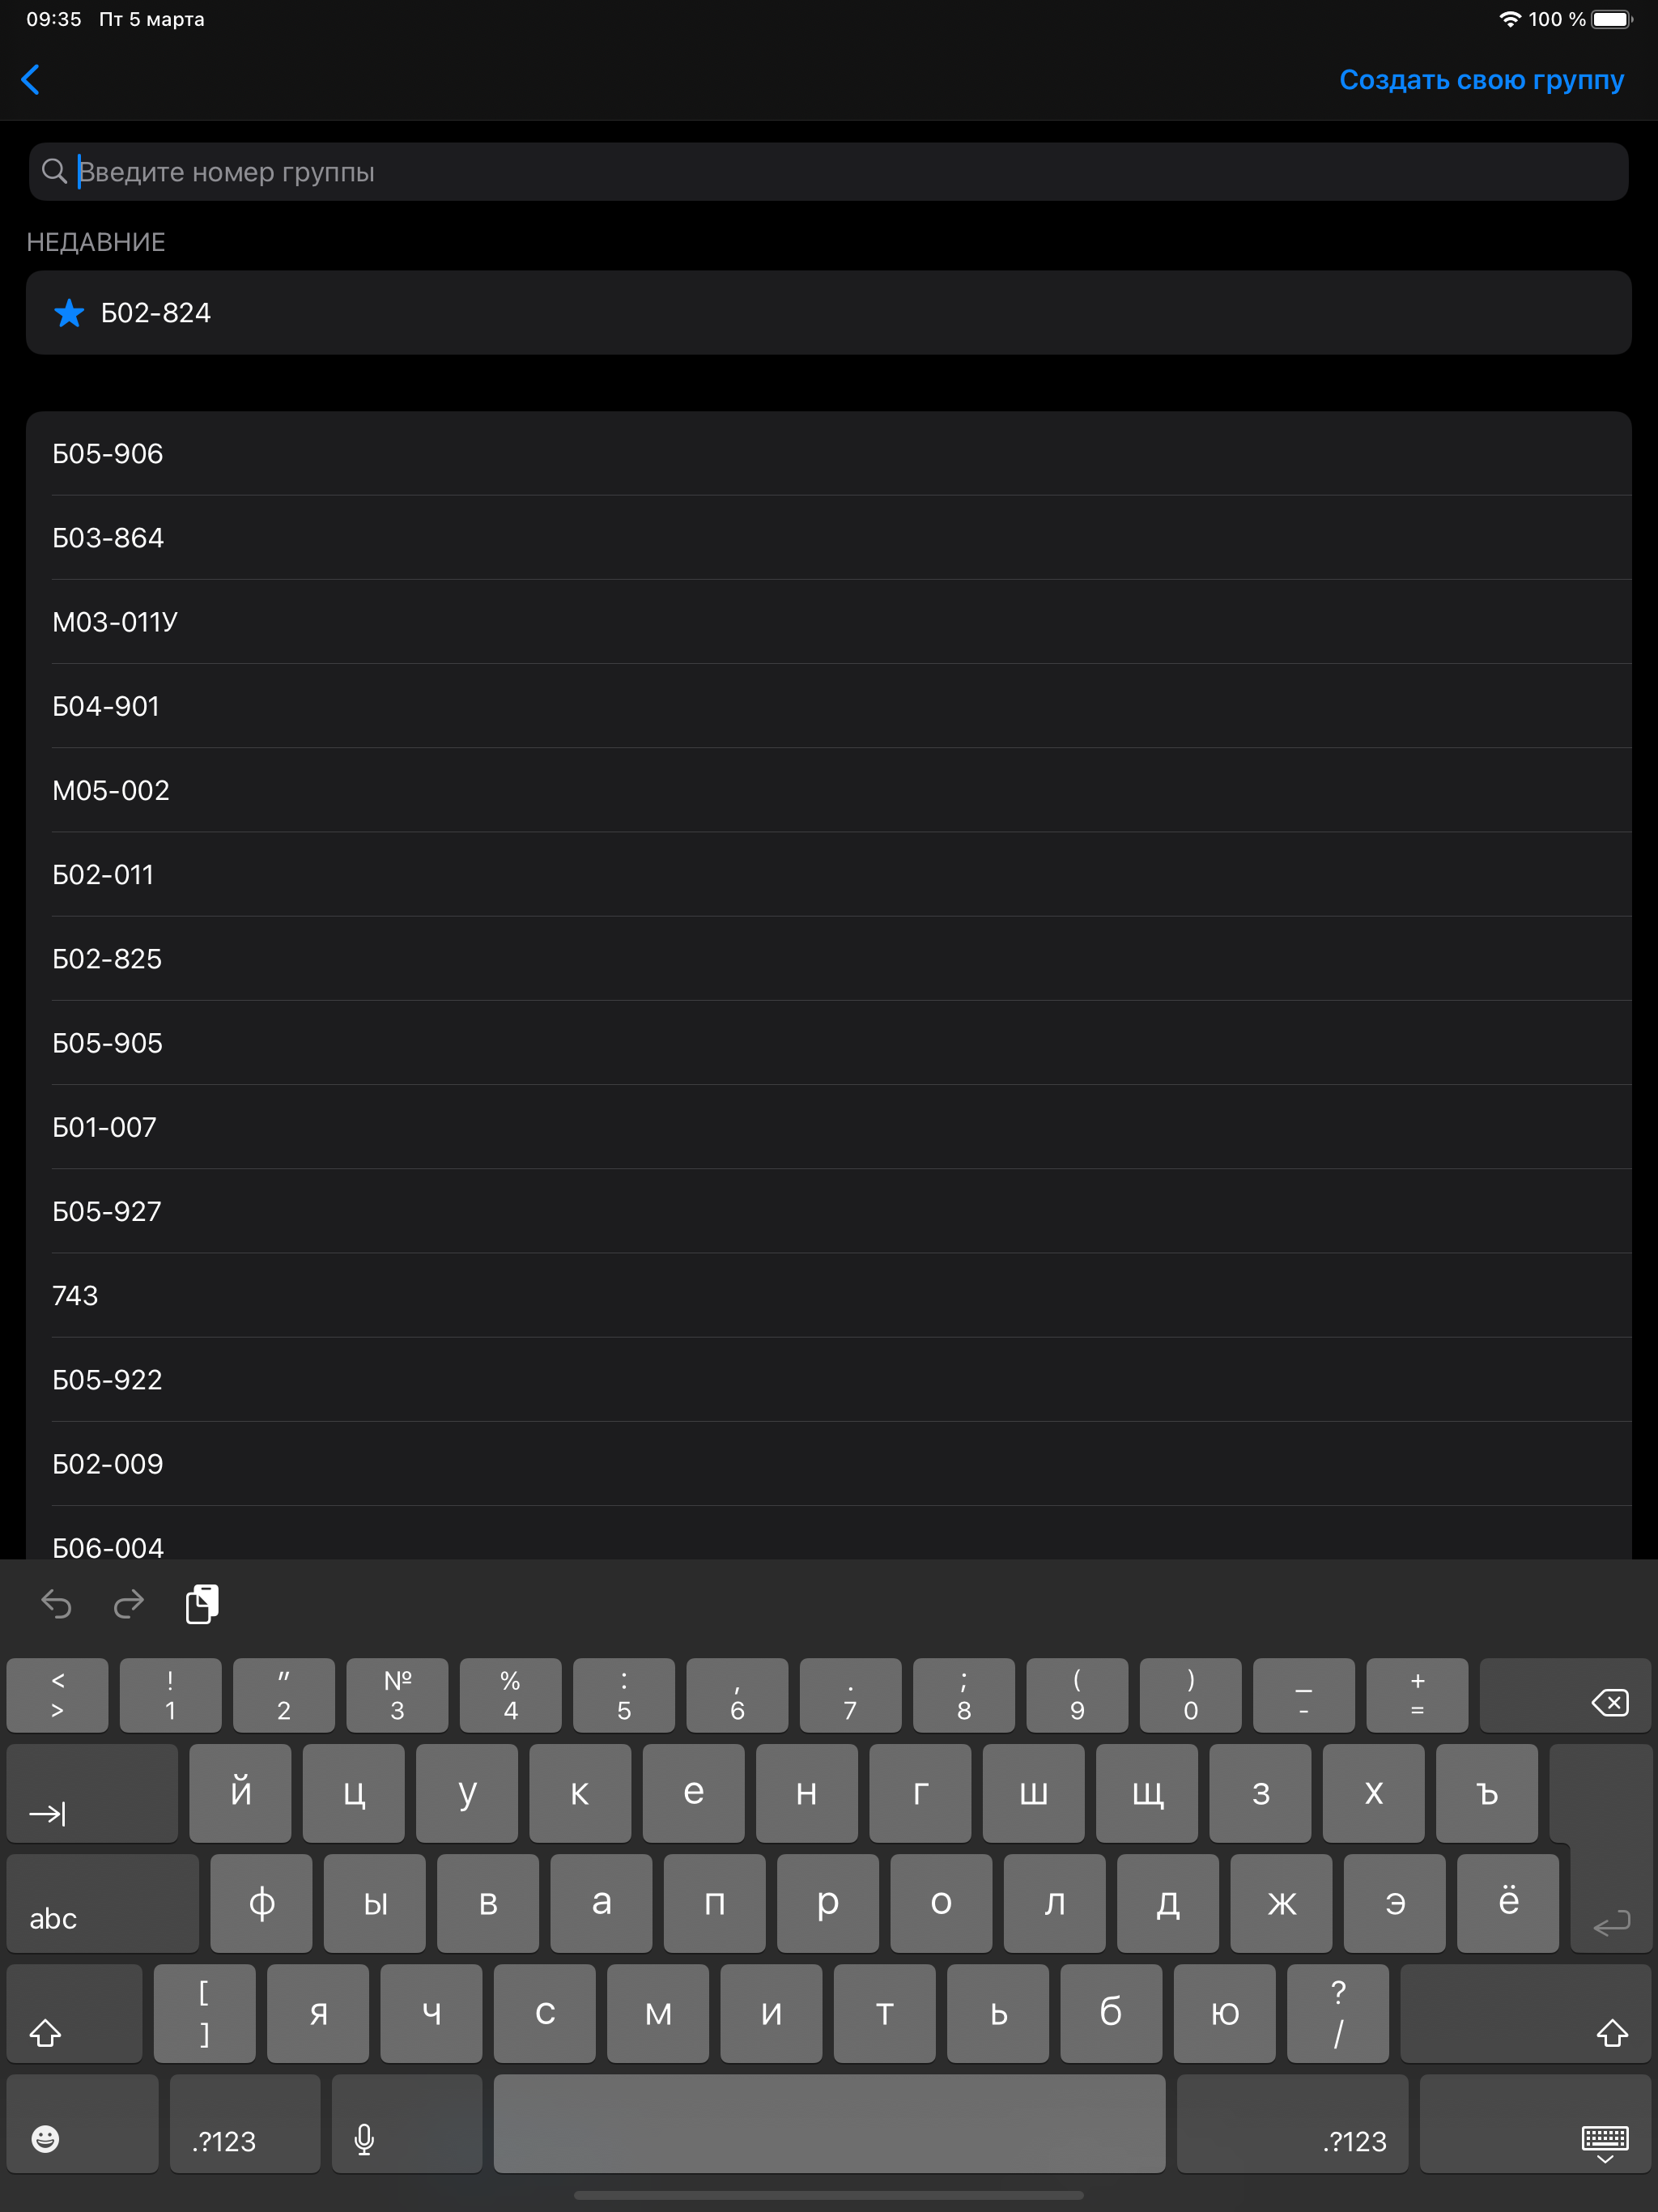 09:35 Пт 5 марта 100 %
Создать свою группу
Введите номер группы
НЕДАВНИЕ
Б02-824
Б05-906
Б03-864
М03-011У
Б04-901
М05-002
Б02-011
Б02-825
Б05-905
Б01-007
Б05-927
743
Б05-922
Б02-009
Б06-004
< ! " № % : , . ; ( ) _ +
> 1 2 3 4 5 6 7 8 9 0 - =
й ц у к е н г ш щ з х ъ
abc ф ы в а п р о л д ж э ё
[ ] я ч с м и т ь б ю ? /
.?123 .?123